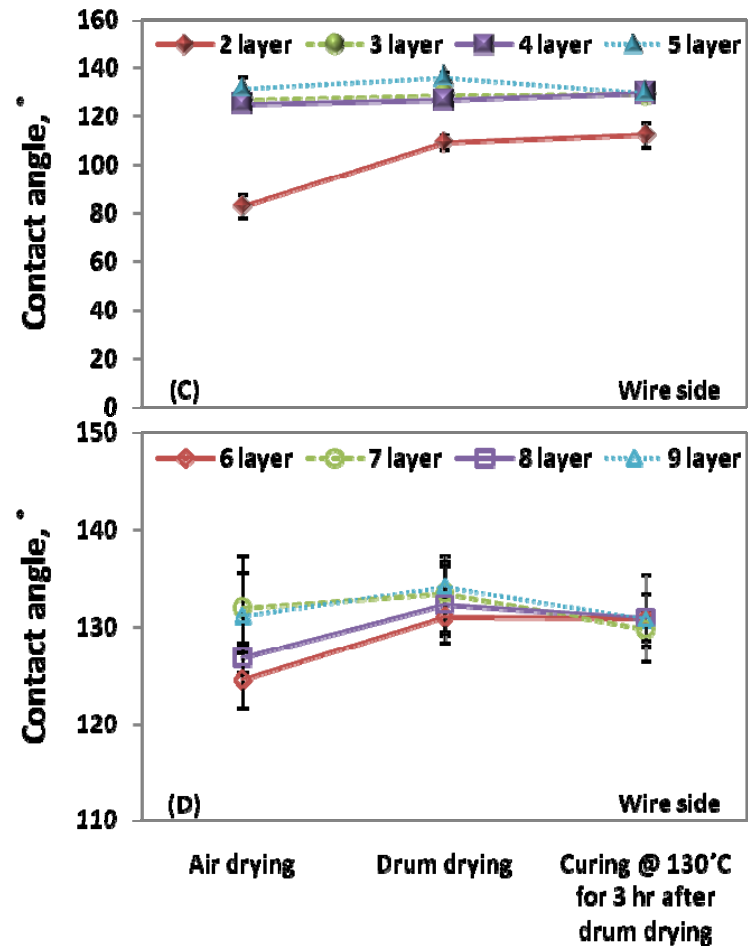 160
140
120
100
80
60
40
20
0
Contact angle,°
2 layer 3 layer 4 layer 5 layer
(C) Wire side
150
140
130
120
110
Contact angle,°
6 layer 7 layer 8 layer 9 layer
(D) Wire side
Air drying Drum drying Curing @ 130°C
for 3 hr after
drum drying